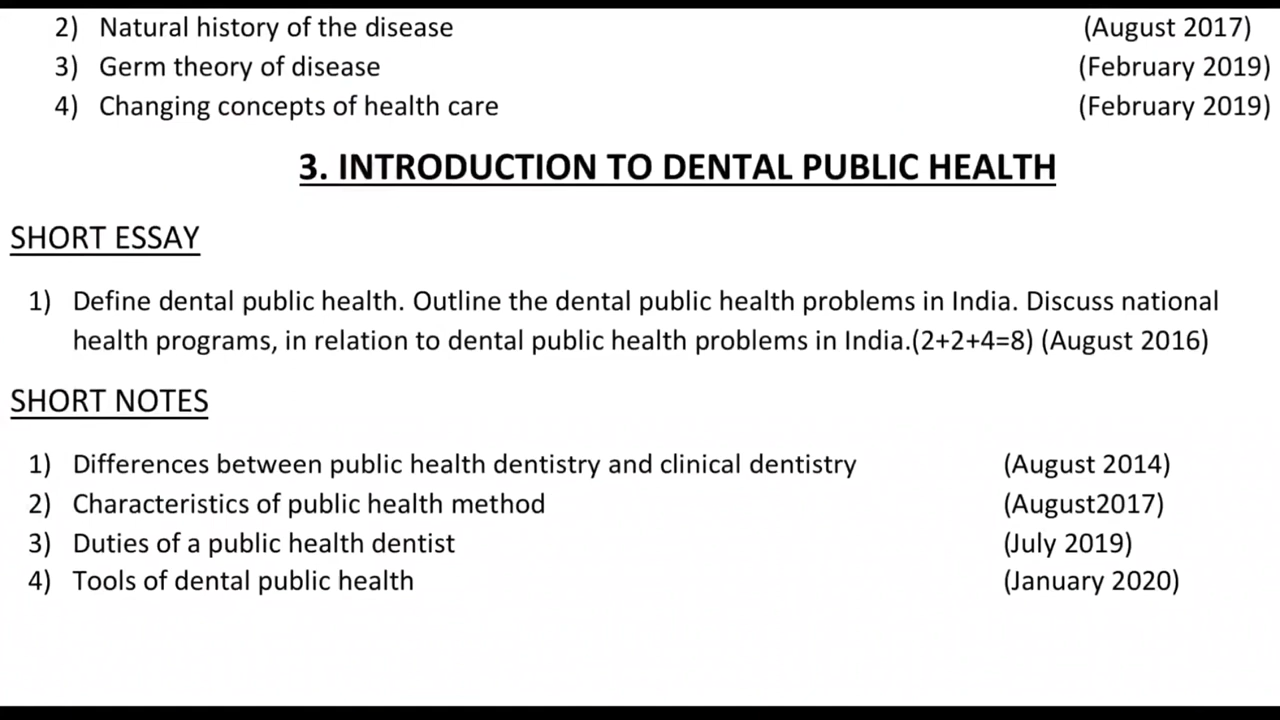 2) Natural history of the disease (August 2017)
3) Germ theory of disease (February 2019)
4) Changing concepts of health care (February 2019)
3. INTRODUCTION TO DENTAL PUBLIC HEALTH
SHORT ESSAY
1) Define dental public health. Outline the dental public health problems in India. Discuss national
health programs, in relation to dental public health problems in India.(2+2+4=8) (August 2016)
SHORT NOTES
1) Differences between public health dentistry and clinical dentistry (August 2014)
2) Characteristics of public health method (August2017)
3) Duties of a public health dentist (July 2019)
4) Tools of dental public health (January 2020)